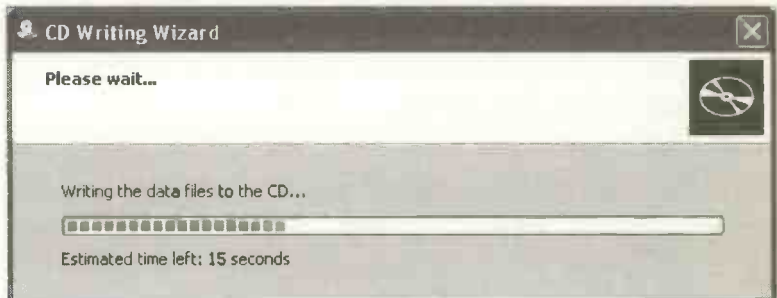 CD Writing Wizard
Please wait...
Writing the data files to the CD...
Estimated time left: 15 seconds